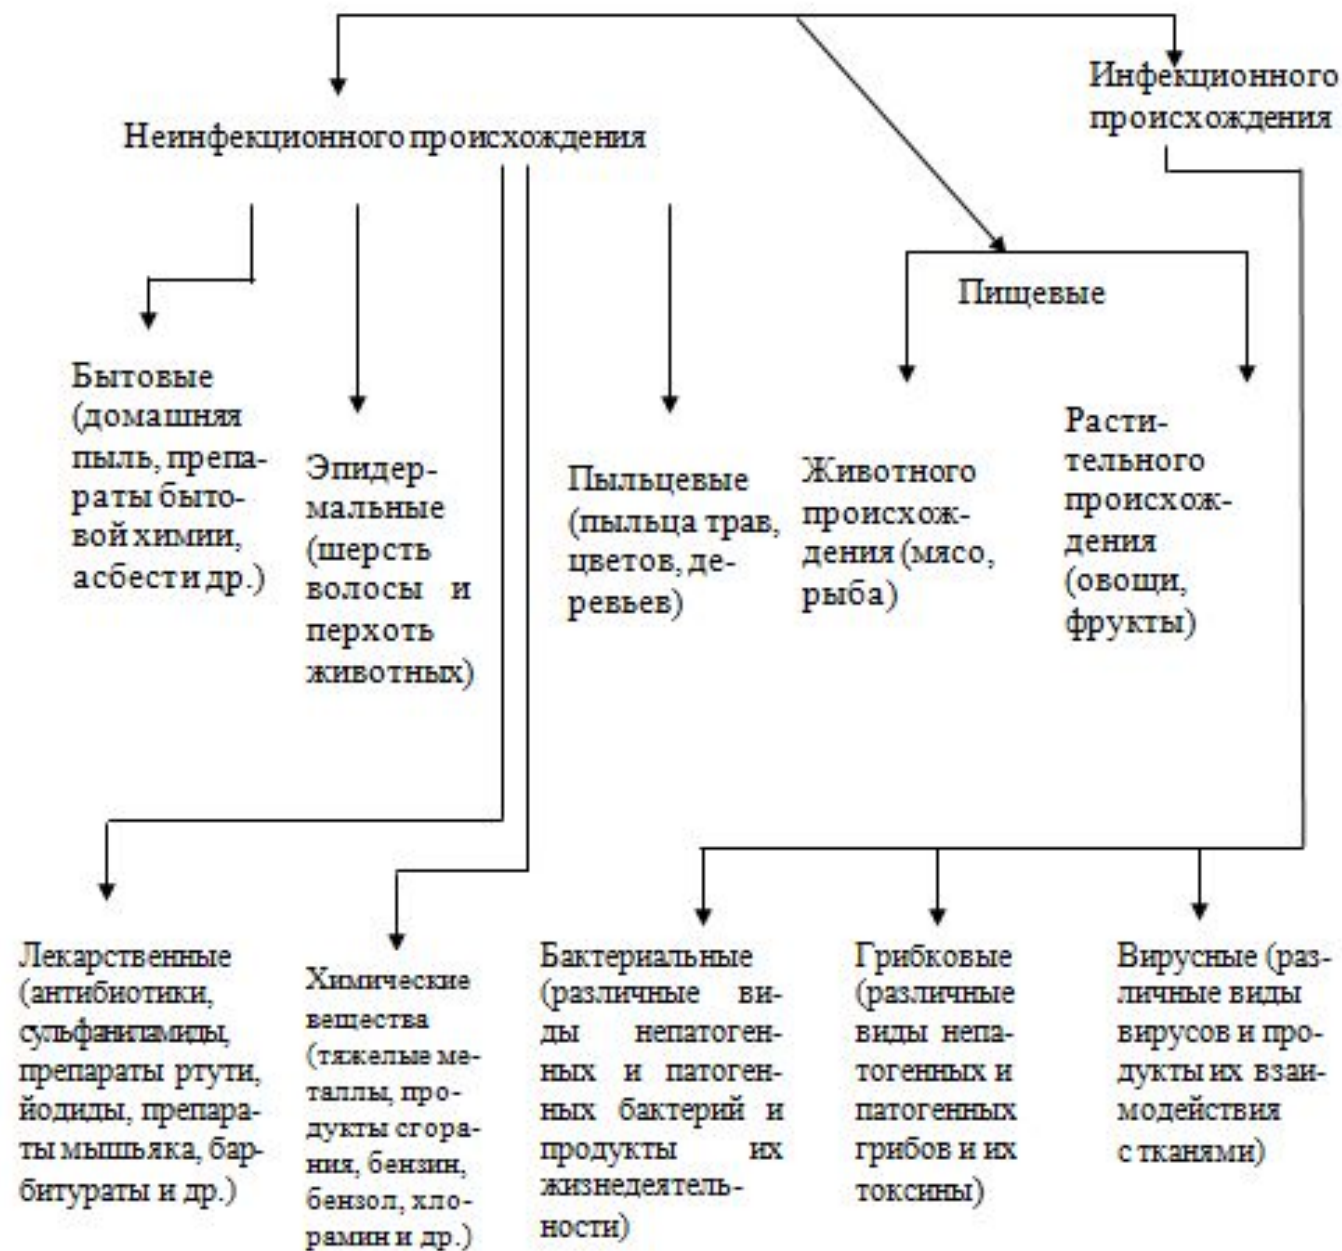 Инфекционного
происхождения
Неинфекционного происхождения
Пищевые
Бытовые
(домашняя
пыль, препа-
раты быто-
вой химии,
асбест и др.)
Эпидер-
мальные
(шерсть
волосы и
перхоть
животных)
Пыльцевые
(пыльца трав,
цветов, де-
ревьев)
Животного
происхож-
дения (мясо,
рыба)
Расти-
тельного
происхож-
дения
(овощи,
фрукты)
Лекарственные
(антибиотики,
сульфаниламиды,
препараты ртути,
йодиды, препара-
ты мышьяка, бар-
битураты и др.)
Химические
вещества
(тяжелые ме-
таллы, про-
дукты сгора-
ния, бензин,
бензол, хло-
рамин и др.)
Бактериальные
(различные ви-
ды непатоген-
ных и патоген-
ных бактерий и
продукты их
жизнедеятель-
ности)
Грибковые
(различные
виды непа-
тогенных и
патогенных
грибов и их
токсины)
Вирусные (раз-
личные виды
вирусов и про-
дукты их взаи-
модействия
с тканями)